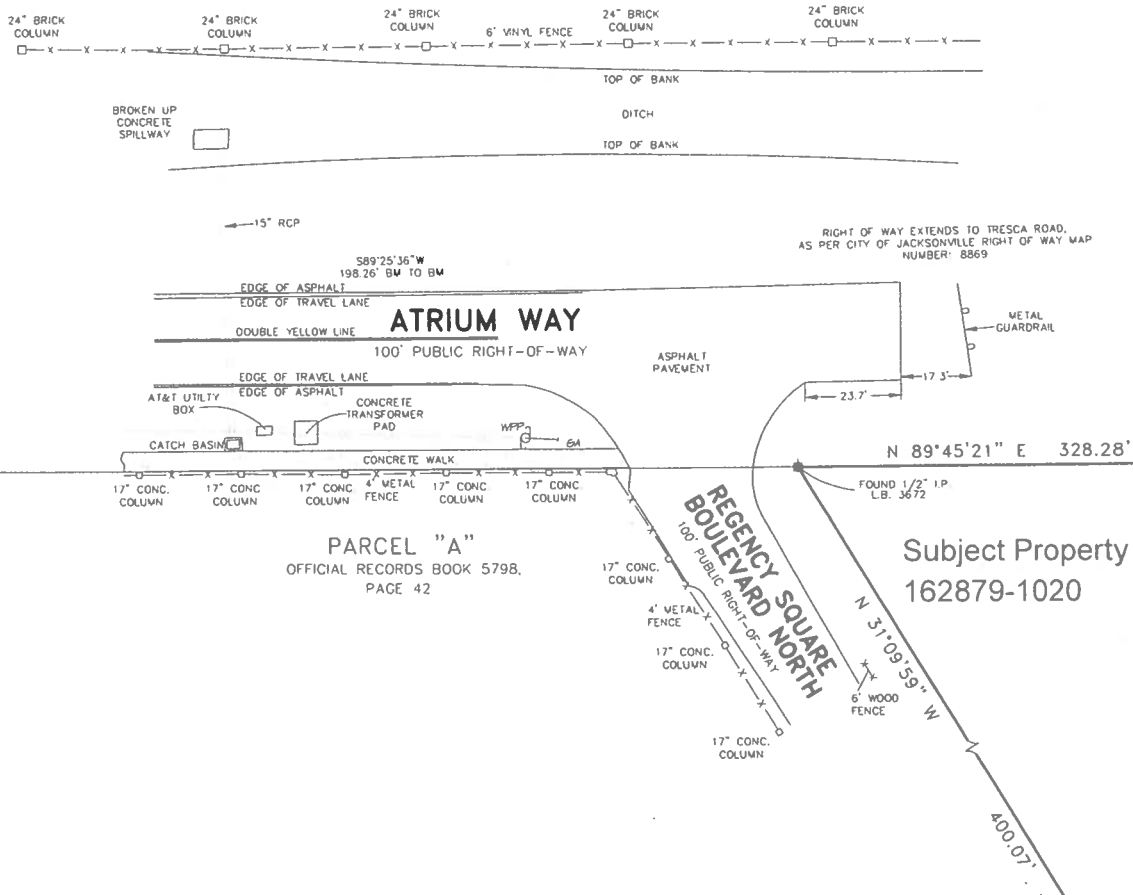 24" BRICK
COLUMN
24" BRICK
COLUMN
24" BRICK
COLUMN
24" BRICK
COLUMN
24" BRICK
COLUMN
6' VINYL FENCE
TOP OF BANK
BROKEN UP
CONCRETE
SPILLWAY
DITCH
TOP OF BANK
15" RCP
RIGHT OF WAY EXTENDS TO TRESCA ROAD,
AS PER CITY OF JACKSONVILLE RIGHT OF WAY MAP
NUMBER: 8869
S89°25'36"W
198.26' BM TO BM
EDGE OF ASPHALT
EDGE OF TRAVEL LANE
DOUBLE YELLOW LINE
ATRIUM WAY
100' PUBLIC RIGHT-OF-WAY
METAL
GUARDRAIL
ASPHALT
PAVEMENT
EDGE OF TRAVEL LANE
EDGE OF ASPHALT
17.3'
23.7'
AT&T UTILTY
BOX
CONCRETE
TRANSFORMER
PAD
WPP
GA
CATCH BASIN
CONCRETE WALK
N 89°45'21" E 328.28'
17" CONC.
COLUMN
17" CONC
COLUMN
17" CONC
COLUMN
4' METAL
FENCE
17" CONC.
COLUMN
17" CONC.
COLUMN
FOUND 1/2" I.P.
L.B. 3672
PARCEL "A"
OFFICIAL RECORDS BOOK 5798,
PAGE 42
REGENCY SQUARE
BOULEVARD NORTH
100' PUBLIC RIGHT-OF-WAY
Subject Property
162879-1020
17" CONC.
COLUMN
4' METAL
FENCE
17" CONC.
COLUMN
N 31°09'59" W
6' WOOD
FENCE
17" CONC.
COLUMN
400.07'